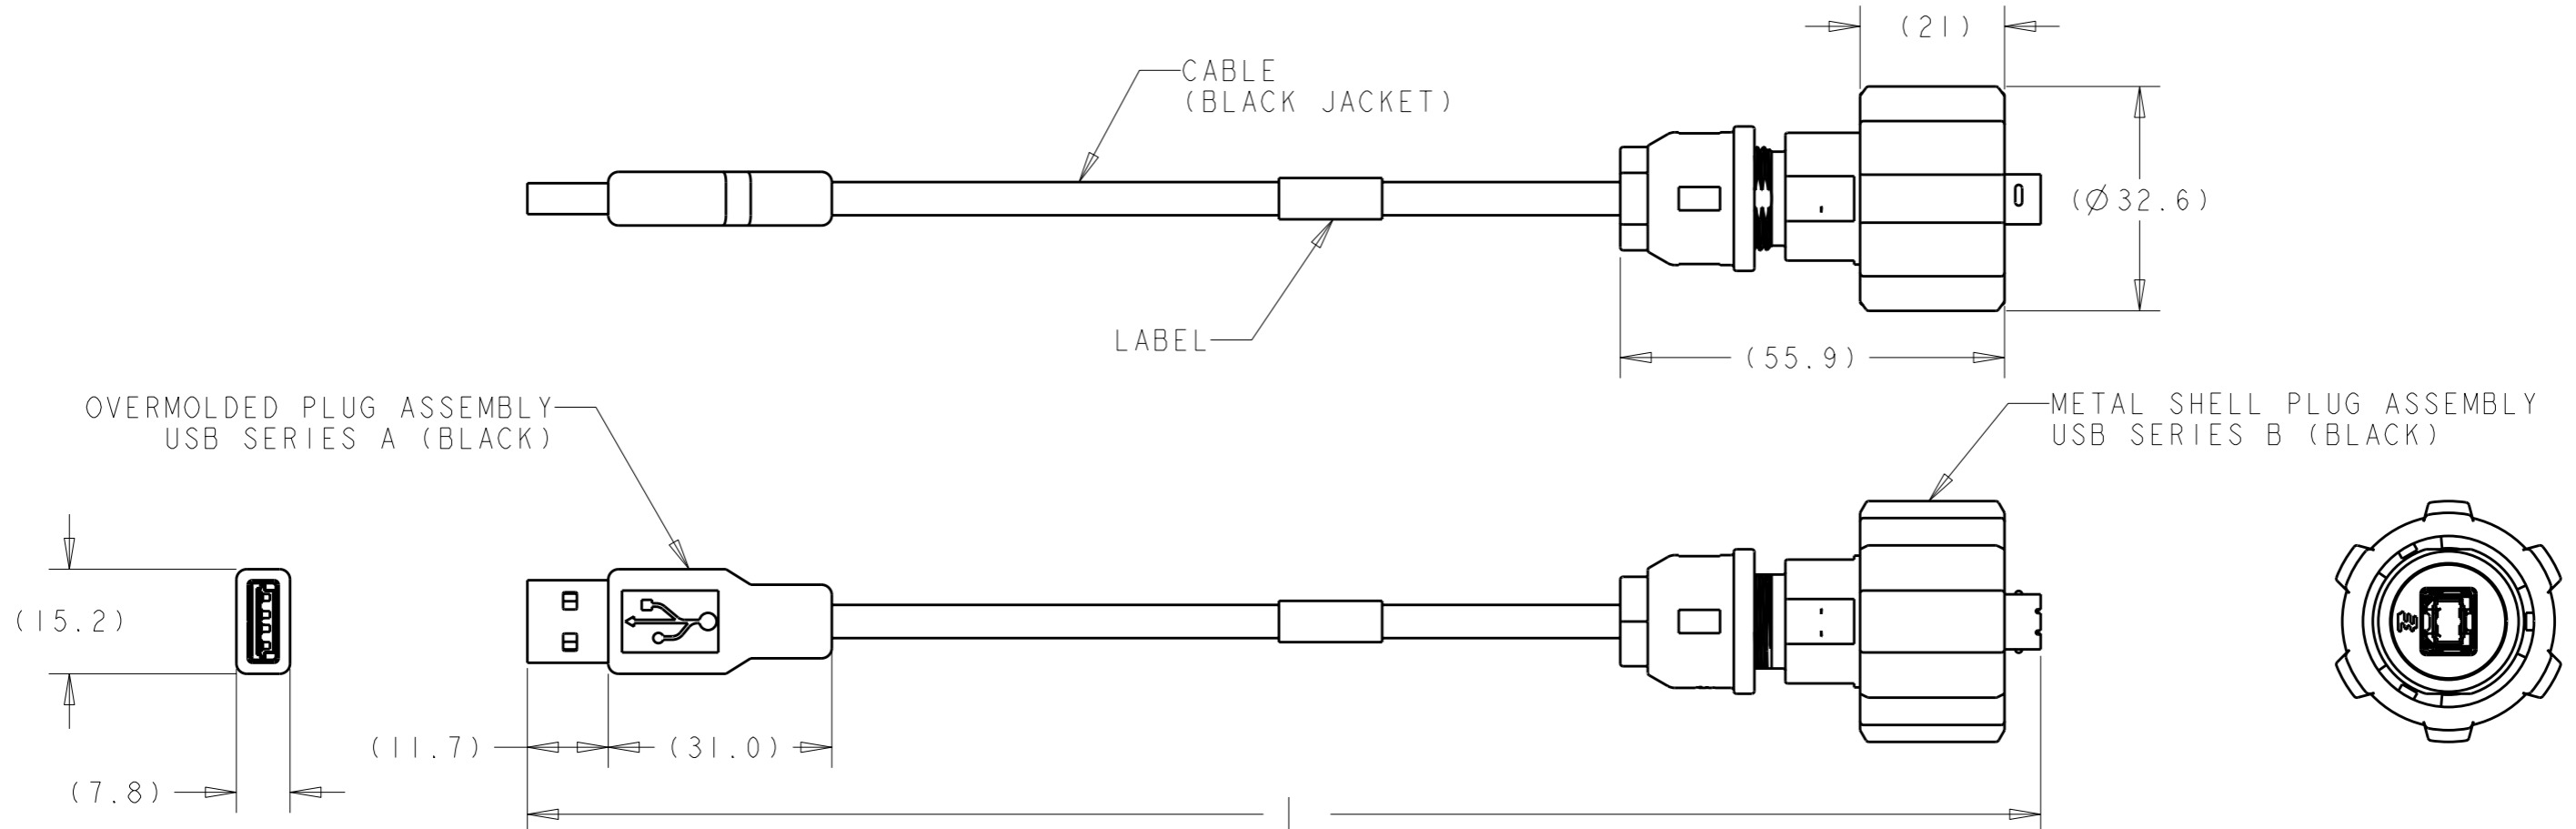 (21)
CABLE
(BLACK JACKET)
(Ø32.6)
LABEL
(55.9)
OVERMOLDED PLUG ASSEMBLY
USB SERIES A (BLACK)
METAL SHELL PLUG ASSEMBLY
USB SERIES B (BLACK)
(15.2)
(11.7)
(31.0)
(7.8)